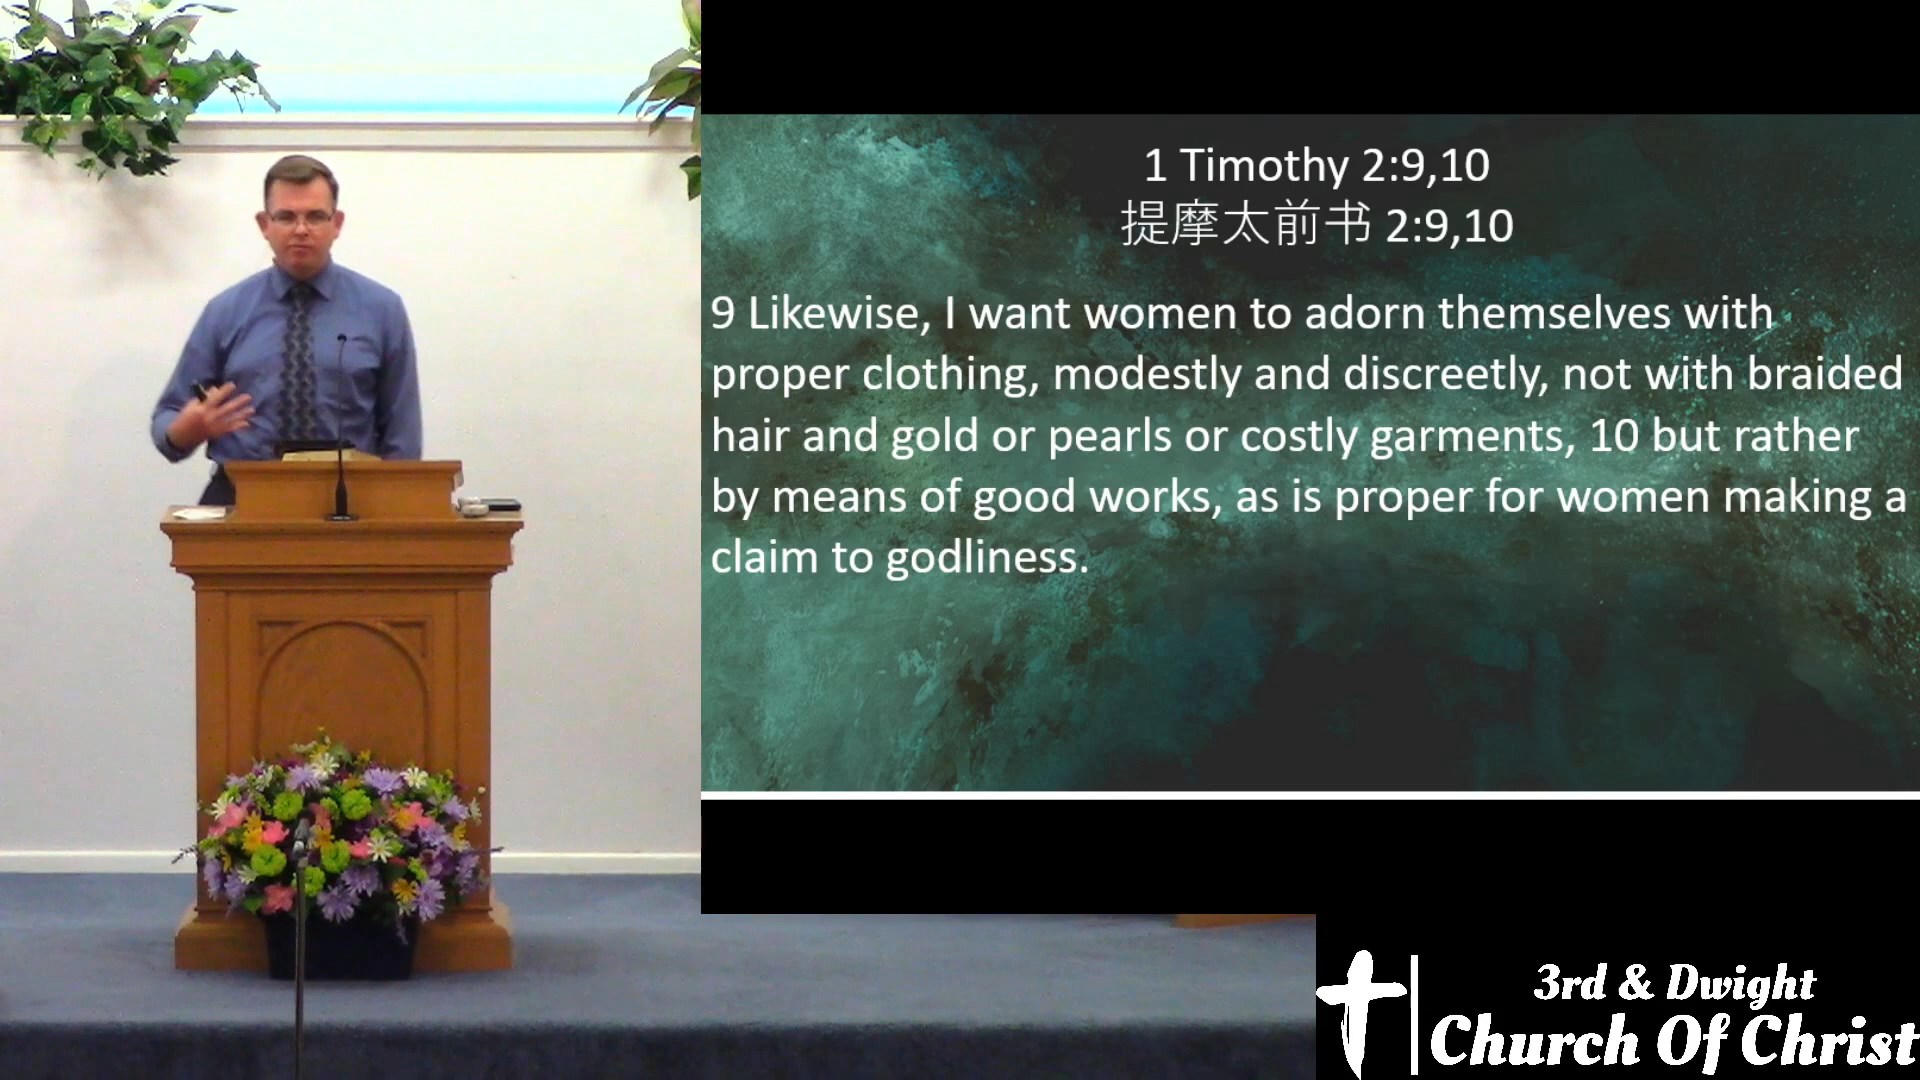 1 Timothy 2:9,10
提摩太前书 2:9,10
9 Likewise, I want women to adorn themselves with
proper clothing, modestly and discreetly, not with braided
hair and gold or pearls or costly garments, 10 but rather
by means of good works, as is proper for women making a
claim to godliness.
3rd & Dwight
Church Of Christ